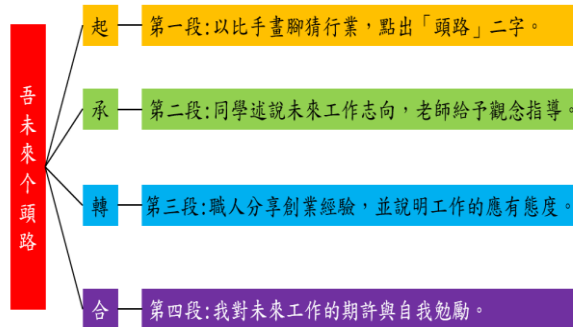 吾未來个頭路
起
第一段:以比手畫腳猜行業，點出「頭路」二字。
承
第二段:同學述說未來工作志向，老師給予觀念指導。
轉
第三段:職人分享創業經驗，並說明工作的應有態度。
合
第四段:我對未來工作的期許與自我勉勵。